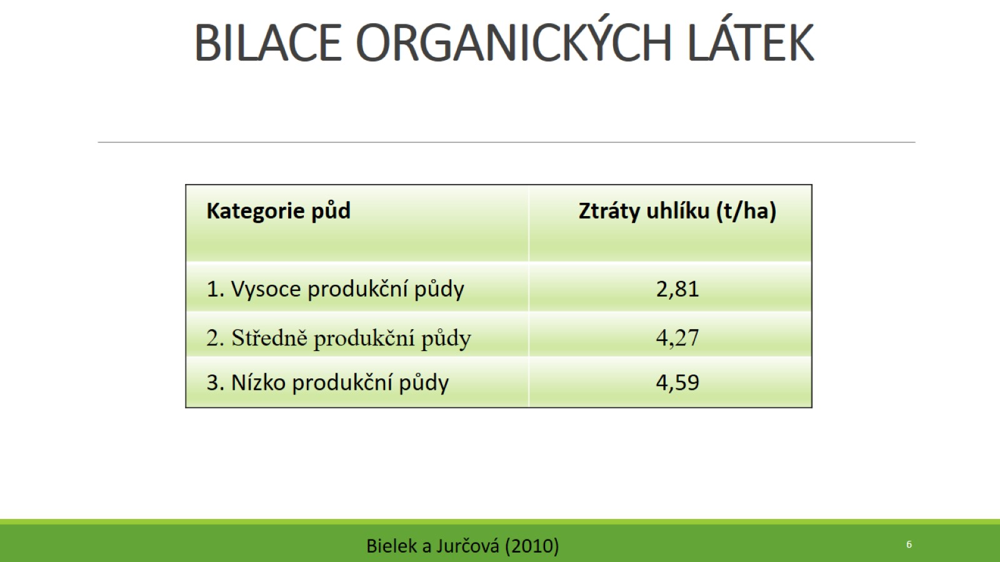 BILACE ORGANICKÝCH LÁTEK
Kategorie půd Ztráty uhlíku (t/ha)
1. Vysoce produkční půdy 2,81
2. Středně produkční půdy 4,27
3. Nízko produkční půdy 4,59
Bielek a Jurčová (2010) 6